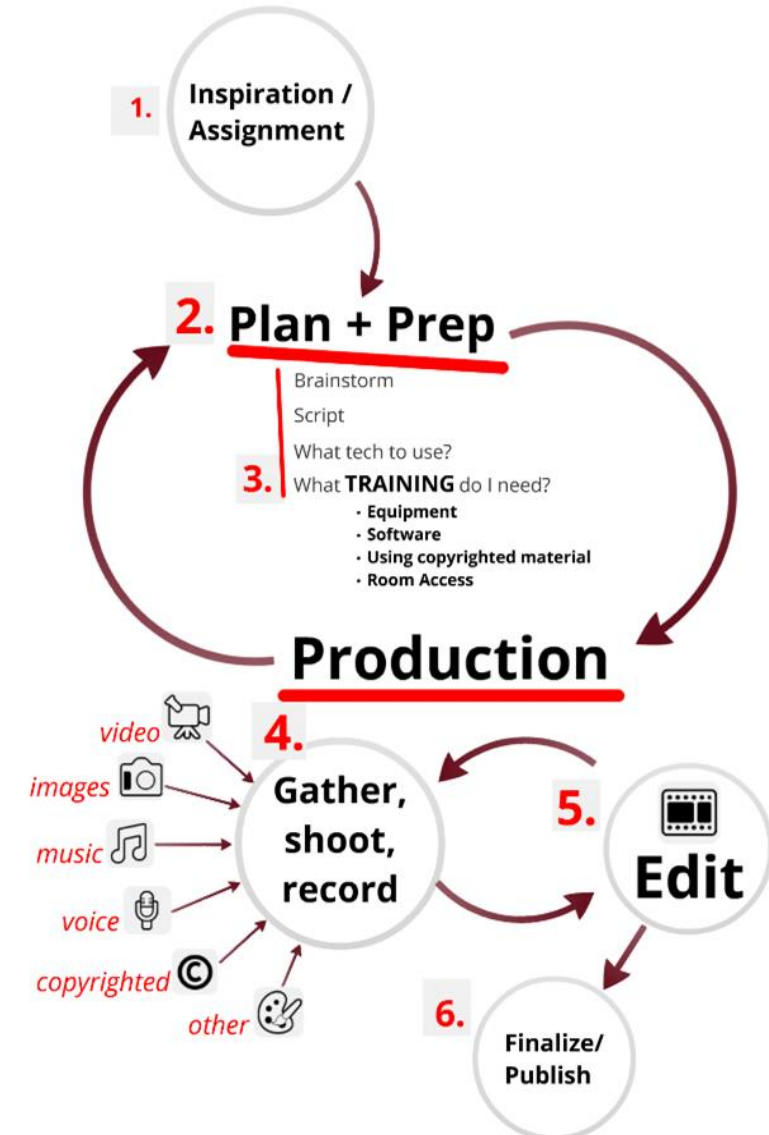 1.
Inspiration /
Assignment
2. Plan + Prep
Brainstorm
Script
What tech to use?
3. What TRAINING do I need?
· Equipment
· Software
· Using copyrighted material
· Room Access
Production
video
images
music
voice
copyrighted ©
other
4.
Gather,
shoot,
record
5.
Edit
6.
Finalize/
Publish